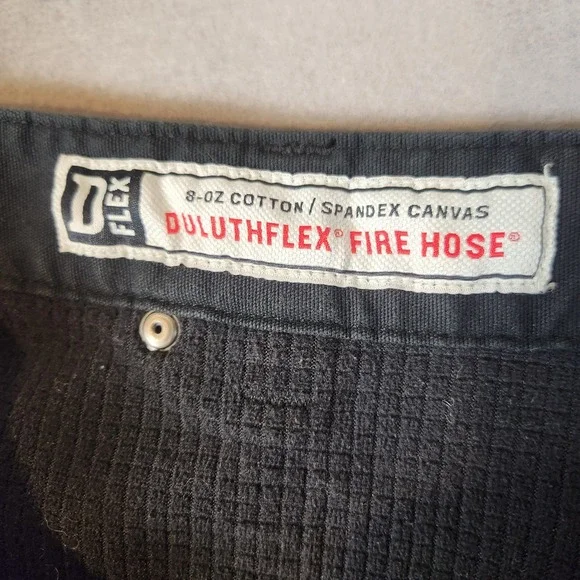 D FLEX
8-OZ COTTON / SPANDEX CANVAS
DULUTHFLEX® FIRE HOSE®